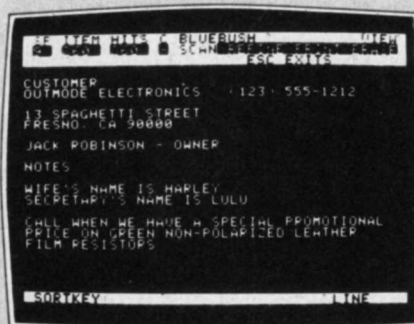 ITEM HITS C BLUEBUSH VIEW
SCAN
ESC EXITS
CUSTOMER
OUTMODE ELECTRONICS (123) 555-1212
13 SPAGHETTI STREET
FRESNO, CA 90000
JACK ROBINSON - OWNER
NOTES
WIFE'S NAME IS HARLEY
SECRETARY'S NAME IS LULU
CALL WHEN WE HAVE A SPECIAL PROMOTIONAL
PRICE ON GREEN NON-POLARIZED LEATHER
FILM RESISTORS
SORTKEY LINE